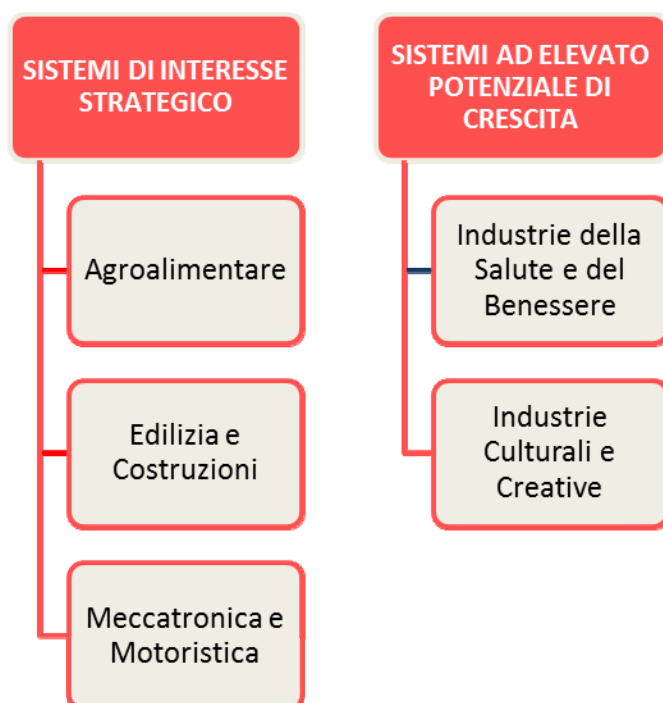 SISTEMI DI INTERESSE
STRATEGICO
Agroalimentare
Edilizia e
Costruzioni
Meccatronica e
Motoristica
SISTEMI AD ELEVATO
POTENZIALE DI
CRESCITA
Industrie della
Salute e del
Benessere
Industrie
Culturali e
Creative